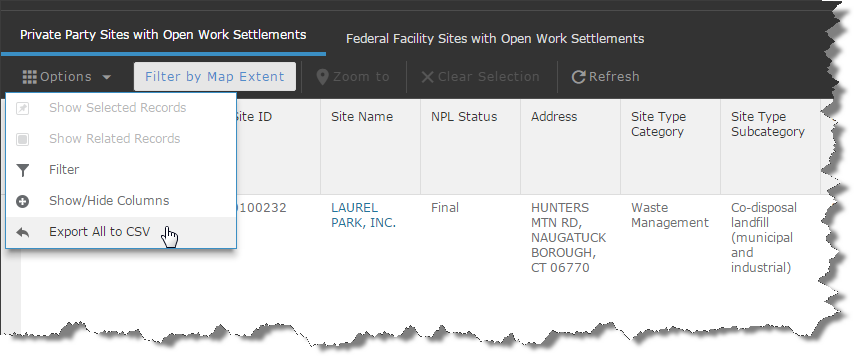 Private Party Sites with Open Work Settlements
Federal Facility Sites with Open Work Settlements
Options
Filter by Map Extent
Zoom to
Clear Selection
Refresh
Show Selected Records
Show Related Records
Filter
Show/Hide Columns
Export All to CSV
Site ID
Site Name
NPL Status
Address
Site Type
Category
Site Type
Subcategory
0100232
LAUREL
PARK, INC.
Final
HUNTERS
MTN RD,
NAUGATUCK
BOROUGH,
CT 06770
Waste
Management
Co-disposal
landfill
(municipal
and
industrial)